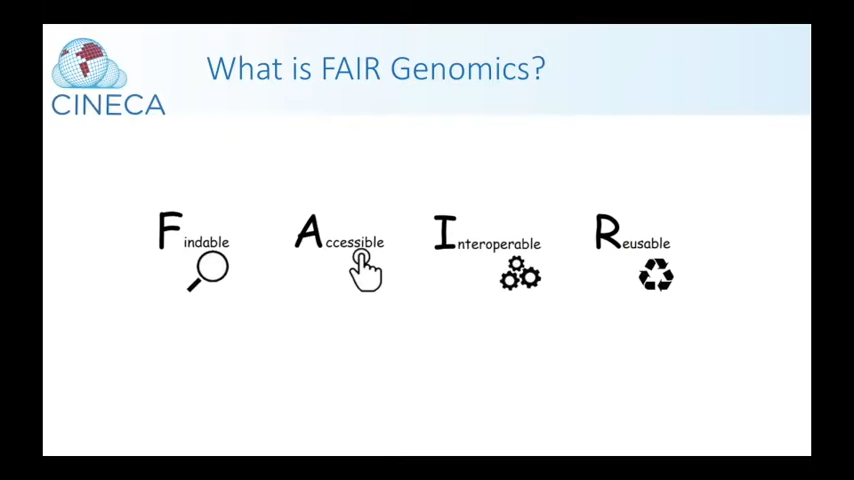 What is FAIR Genomics?
CINECA
Findable Accessible Interoperable Reusable